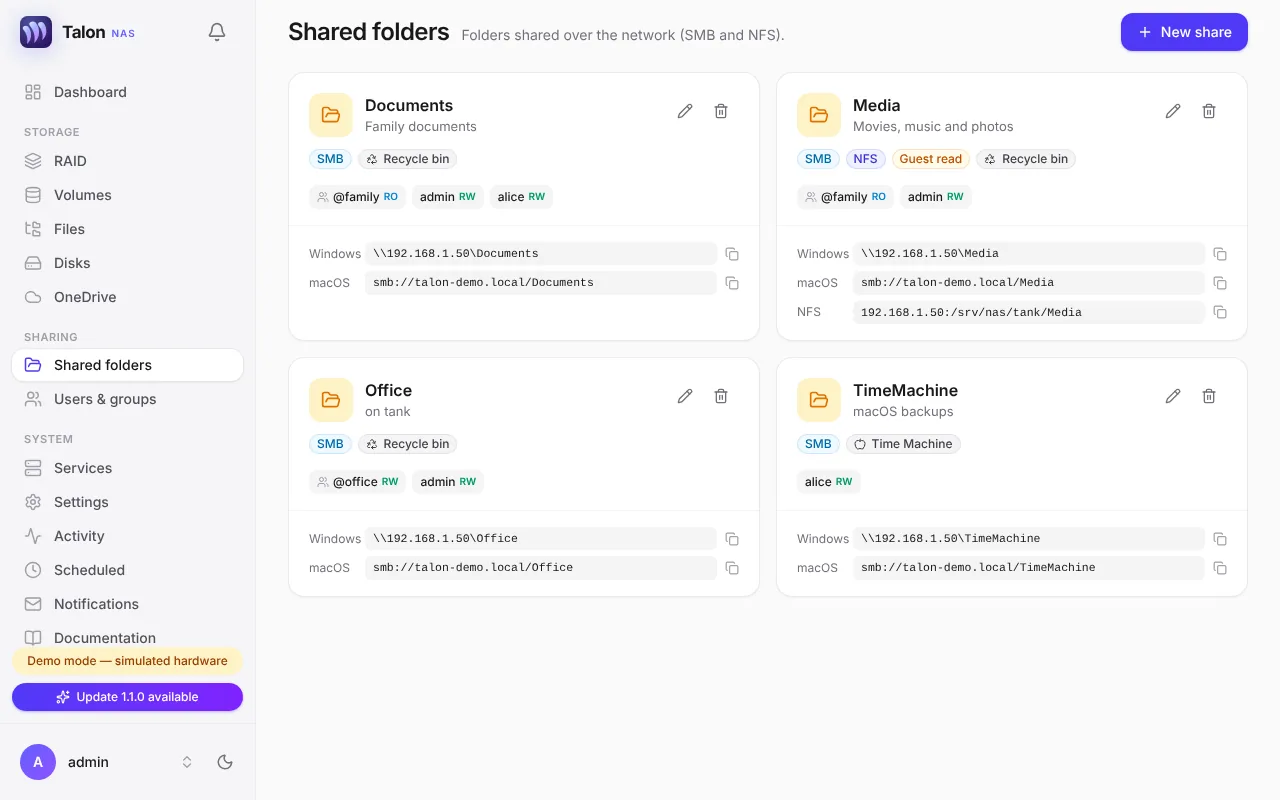 Talon NAS
Dashboard
STORAGE
RAID
Volumes
Files
Disks
OneDrive
SHARING
Shared folders
Users & groups
SYSTEM
Services
Settings
Activity
Scheduled
Notifications
Documentation
Demo mode — simulated hardware
Update 1.1.0 available
A admin
Shared folders Folders shared over the network (SMB and NFS).
New share
Documents
Family documents
SMB Recycle bin
@family RO admin RW alice RW
Windows \\192.168.1.50\Documents
macOS smb://talon-demo.local/Documents
Media
Movies, music and photos
SMB NFS Guest read Recycle bin
@family RO admin RW
Windows \\192.168.1.50\Media
macOS smb://talon-demo.local/Media
NFS 192.168.1.50:/srv/nas/tank/Media
Office
on tank
SMB Recycle bin
@office RW admin RW
Windows \\192.168.1.50\Office
macOS smb://talon-demo.local/Office
TimeMachine
macOS backups
SMB Time Machine
alice RW
Windows \\192.168.1.50\TimeMachine
macOS smb://talon-demo.local/TimeMachine